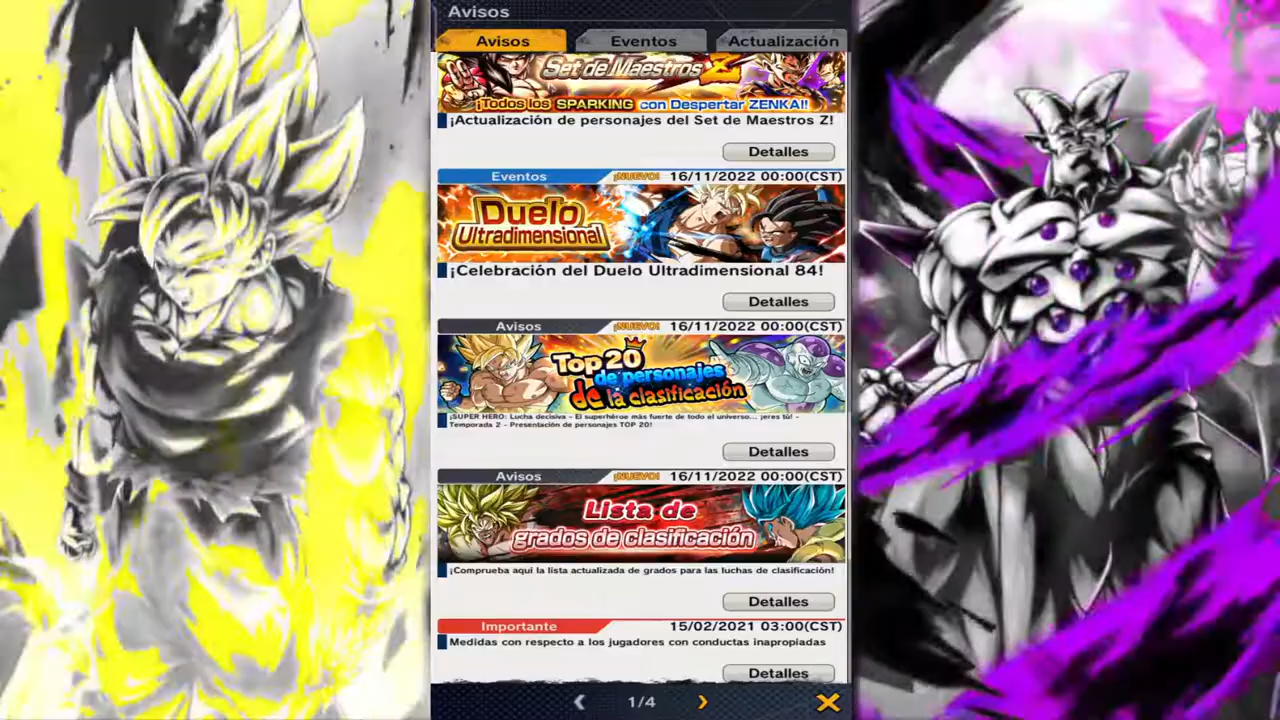 Avisos
Avisos
Eventos
Actualización
Set de Maestros Z
¡Todos los SPARKING con Despertar ZENKAI!
¡Actualización de personajes del Set de Maestros Z!
Detalles
Eventos ¡NUEVO! 16/11/2022 00:00(CST)
Duelo
Ultradimensional
¡Celebración del Duelo Ultradimensional 84!
Detalles
Avisos ¡NUEVO! 16/11/2022 00:00(CST)
Top 20
de personajes
de la clasificación
¡SUPER HERO: Lucha decisiva - El superhéroe más fuerte de todo el universo... ¡eres tú! -
Temporada 2 - Presentación de personajes TOP 20!
Detalles
Avisos ¡NUEVO! 16/11/2022 00:00(CST)
Lista de
grados de clasificación
¡Comprueba aquí la lista actualizada de grados para las luchas de clasificación!
Detalles
Importante 15/02/2021 03:00(CST)
Medidas con respecto a los jugadores con conductas inapropiadas
Detalles
1/4